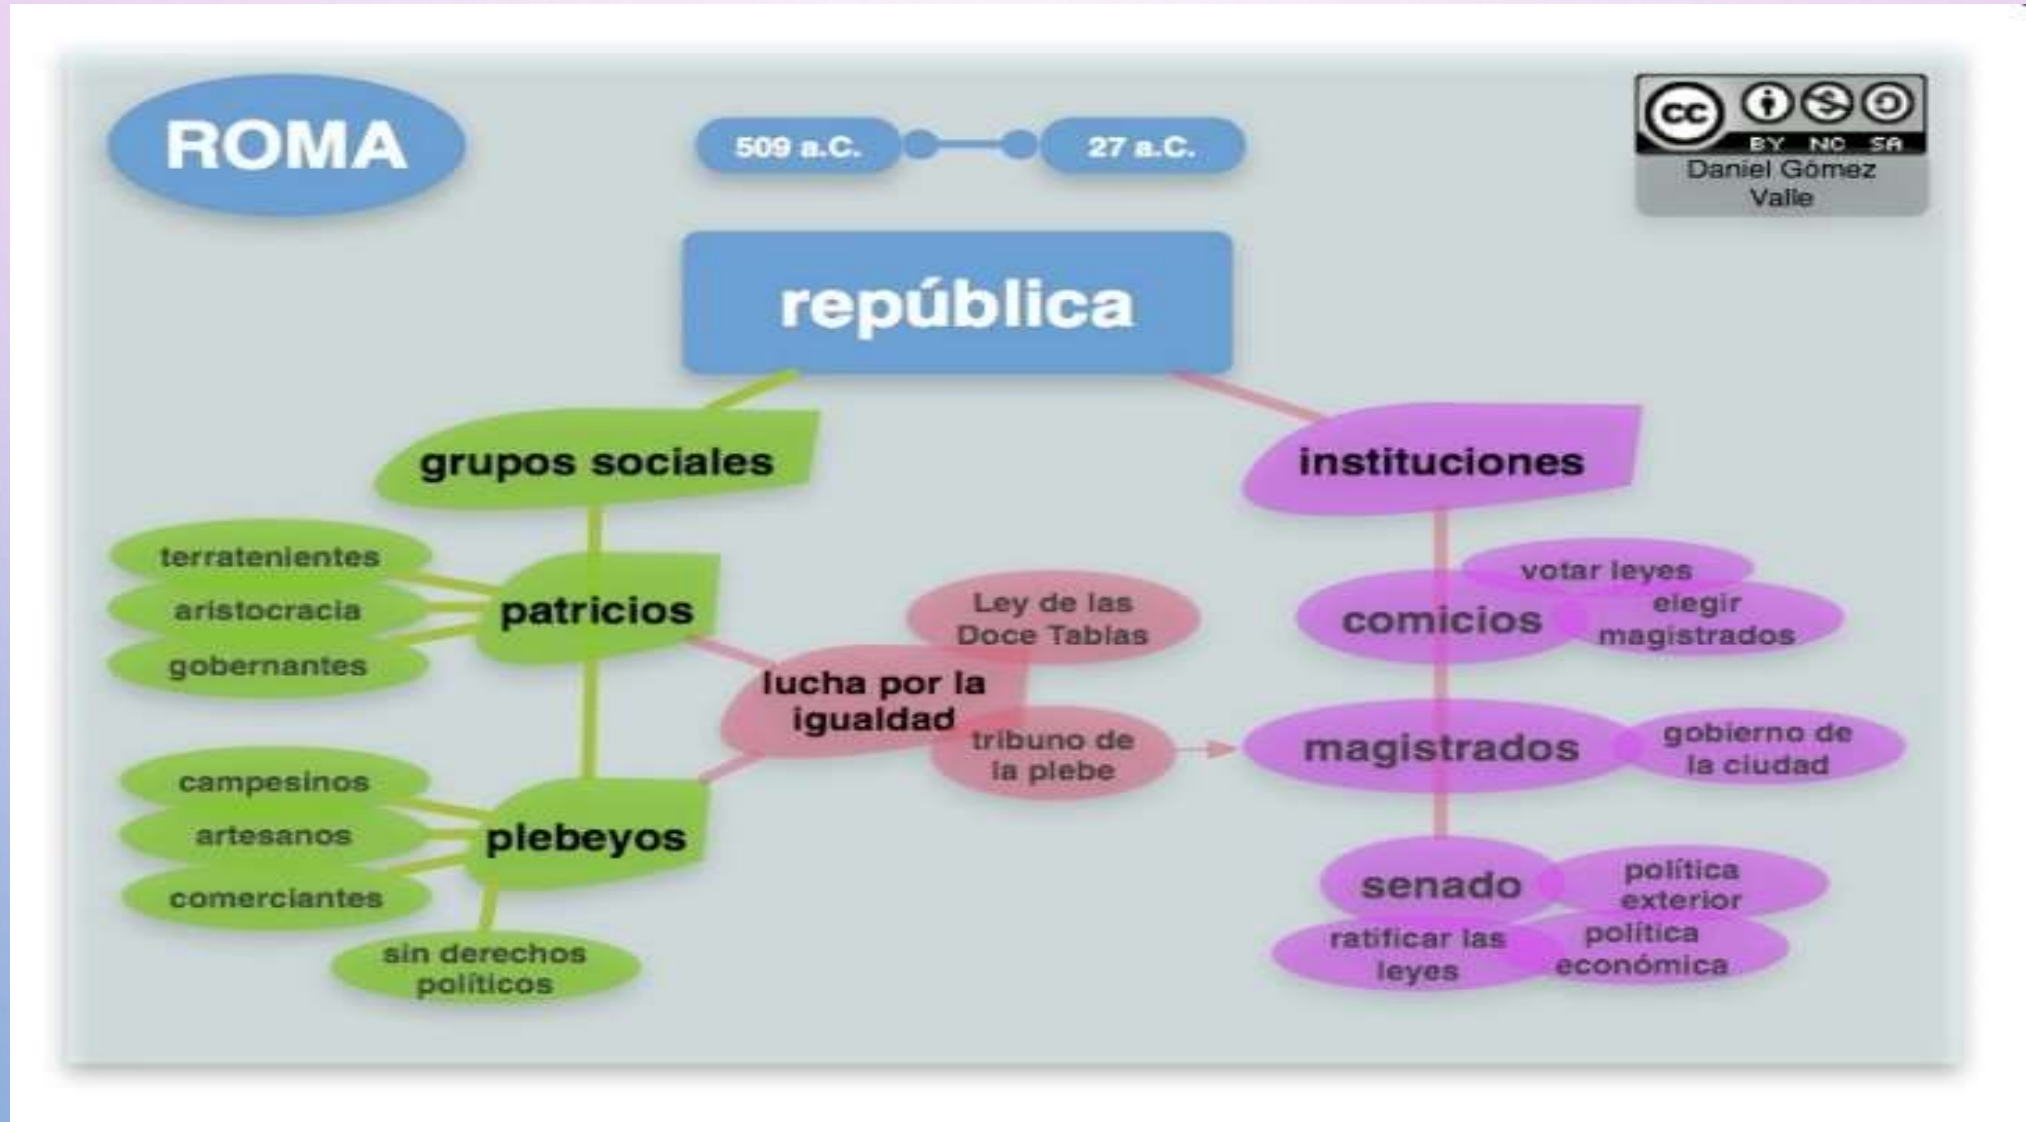 ROMA
509 a.C.
27 a.C.
cc
BY NC SA
Daniel Gómez
Valle
república
grupos sociales
instituciones
terratenientes
aristocracia
gobernantes
patricios
campesinos
artesanos
comerciantes
plebeyos
sin derechos
políticos
Ley de las
Doce Tablas
lucha por la
igualdad
tribuno de
la plebe
comicios
votar leyes
elegir
magistrados
magistrados
gobierno de
la ciudad
senado
política
exterior
ratificar las
leyes
política
económica